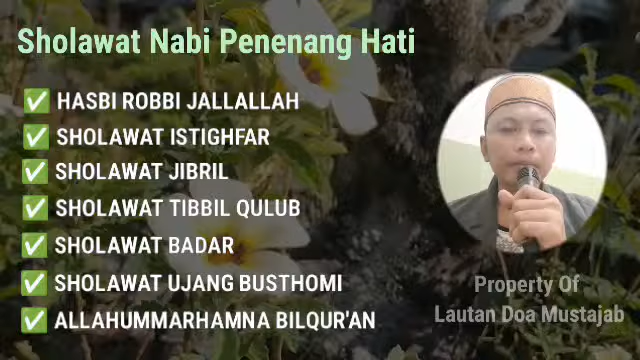 Sholawat Nabi Penenang Hati
✅ HASBI ROBBI JALLALLAH
✅ SHOLAWAT ISTIGHFAR
✅ SHOLAWAT JIBRIL
✅ SHOLAWAT TIBBIL QULUB
✅ SHOLAWAT BADAR
✅ SHOLAWAT UJANG BUSTHOMI
✅ ALLAHUMMARHAMNA BILQUR'AN
Property Of
Lautan Doa Mustajab